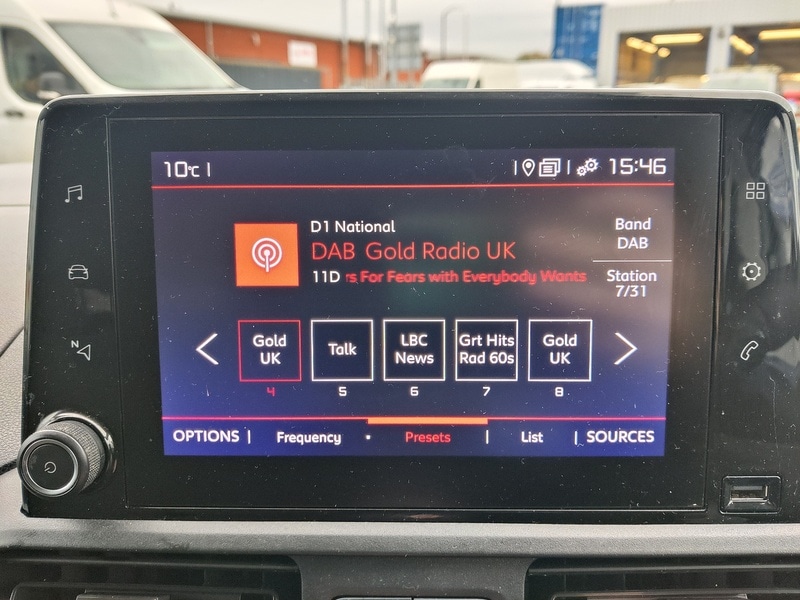 10°C
15:46
D1 National
DAB Gold Radio UK
11D rs For Fears with Everybody Wants
Band
DAB
Station
7/31
Gold
UK
4
Talk
5
LBC
News
6
Grt Hits
Rad 60s
7
Gold
UK
8
OPTIONS
Frequency
Presets
List
SOURCES
N